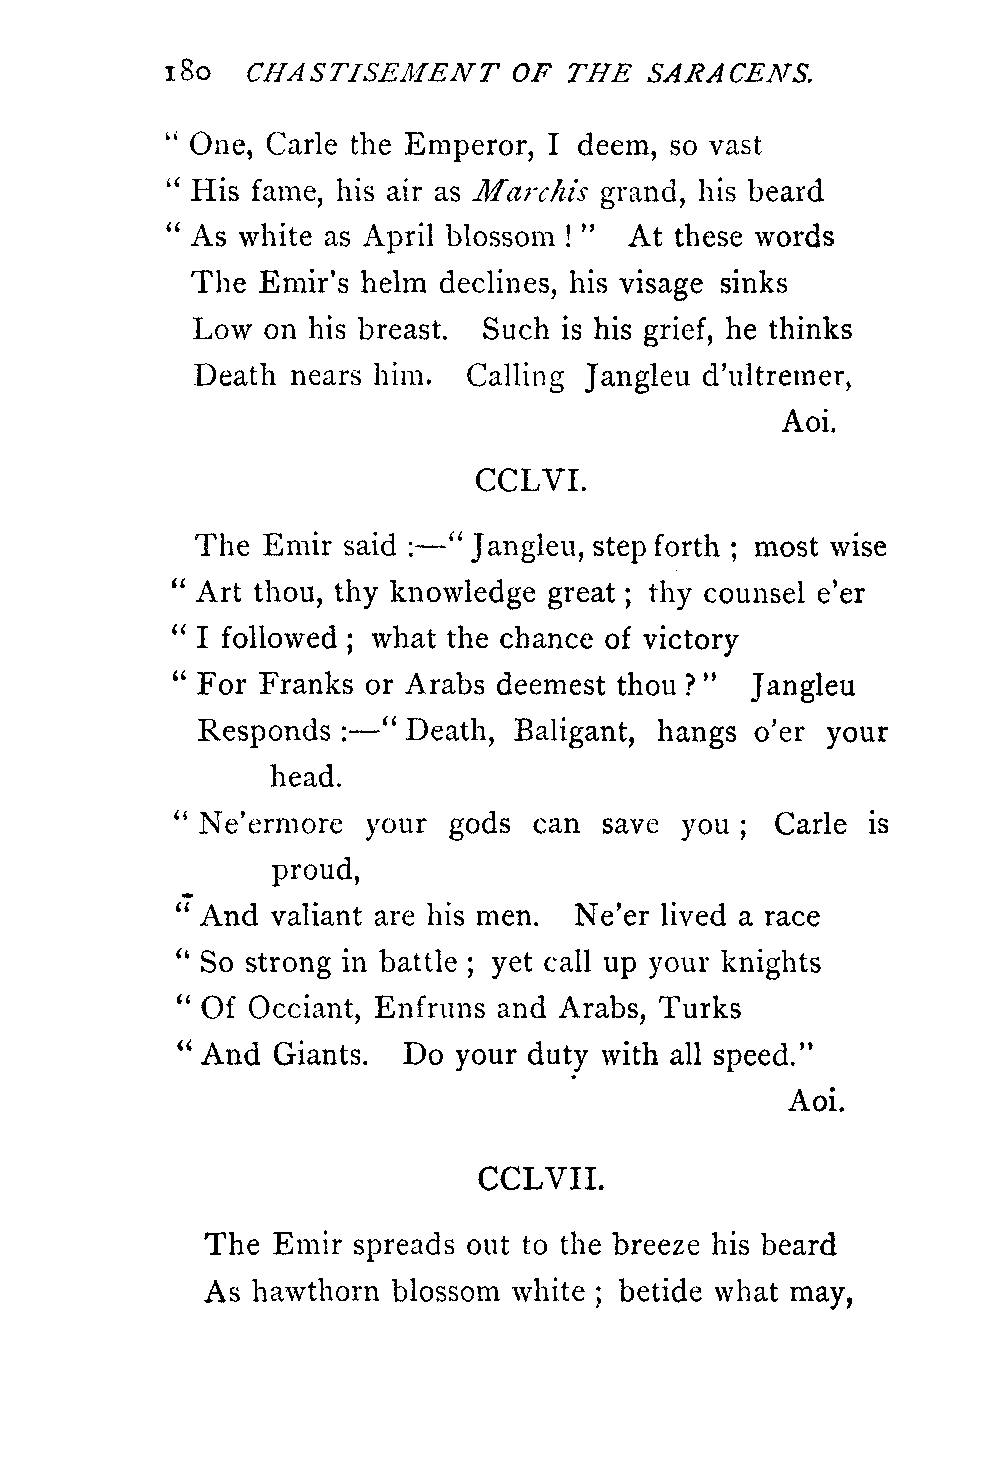 180 CHASTISEMENT OF THE SARACENS.
" One, Carle the Emperor, I deem, so vast
" His fame, his air as Marchis grand, his beard
" As white as April blossom ! " At these words
The Emir's helm declines, his visage sinks
Low on his breast. Such is his grief, he thinks
Death nears him. Calling Jangleu d'ultremer,
Aoi.
CCLVI.
The Emir said :—" Jangleu, step forth ; most wise
" Art thou, thy knowledge great ; thy counsel e'er
" I followed ; what the chance of victory
" For Franks or Arabs deemest thou ? " Jangleu
Responds :—" Death, Baligant, hangs o'er your
head.
" Ne'ermore your gods can save you ; Carle is
proud,
" And valiant are his men. Ne'er lived a race
" So strong in battle ; yet call up your knights
" Of Occiant, Enfruns and Arabs, Turks
" And Giants. Do your duty with all speed."
Aoi.
CCLVII.
The Emir spreads out to the breeze his beard
As hawthorn blossom white ; betide what may,